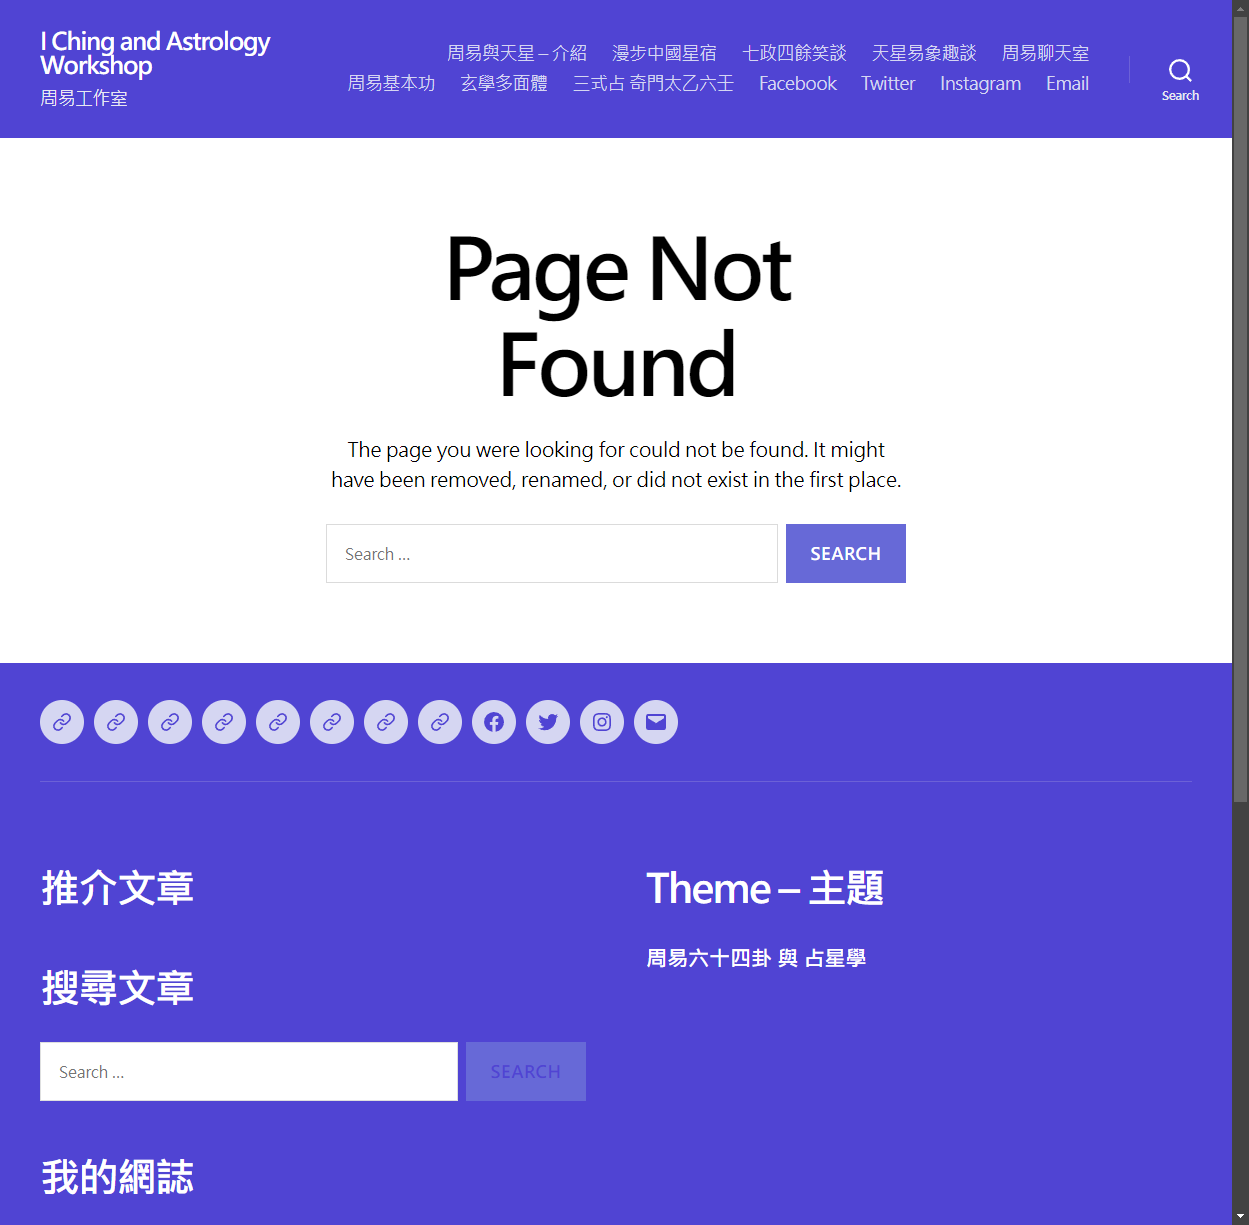 I Ching and Astrology
Workshop
周易工作室
周易與天星 – 介紹 漫步中國星宿 七政四餘笑談 天星易象趣談 周易聊天室
周易基本功 玄學多面體 三式占 奇門太乙六壬 Facebook Twitter Instagram Email
Search
Page Not
Found
The page you were looking for could not be found. It might
have been removed, renamed, or did not exist in the first place.
Search …
SEARCH
推介文章
搜尋文章
Search …
SEARCH
我的網誌
Theme – 主題
周易六十四卦 與 占星學